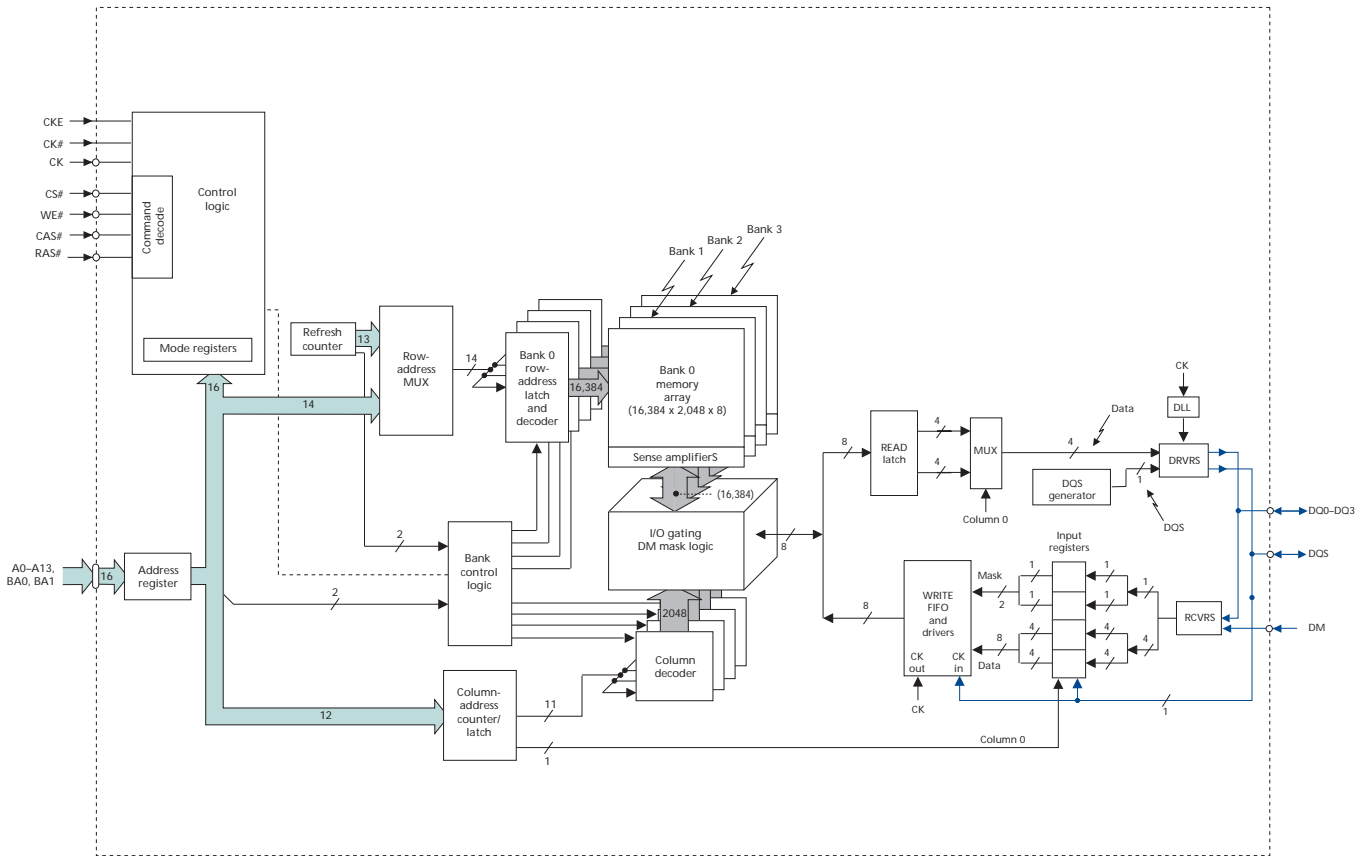 CKE
CK#
CK
CS#
WE#
CAS#
RAS#
Command
decode
Control
logic
Mode registers
Refresh
counter
13
Row-
address
MUX
14
16
14
Bank 0
row-
address
latch
and
decoder
16,384
Bank 1
Bank 2
Bank 3
Bank 0
memory
array
(16,384 x 2,048 x 8)
Sense amplifierS
(16,384)
I/O gating
DM mask logic
8
2048
Column
decoder
2
Bank
control
logic
2
A0–A13,
BA0, BA1
16
Address
register
12
Column-
address
counter/
latch
11
1
Column 0
8
READ
latch
4
4
MUX
Column 0
4
Data
CK
DLL
DRVRS
DQS
generator
1
DQS
DQ0–DQ3
DQS
DM
Input
registers
8
WRITE
FIFO
and
drivers
CK
out
CK
in
CK
Mask
2
8
Data
1
1
4
4
1
1
4
4
1
4
RCVRS
1